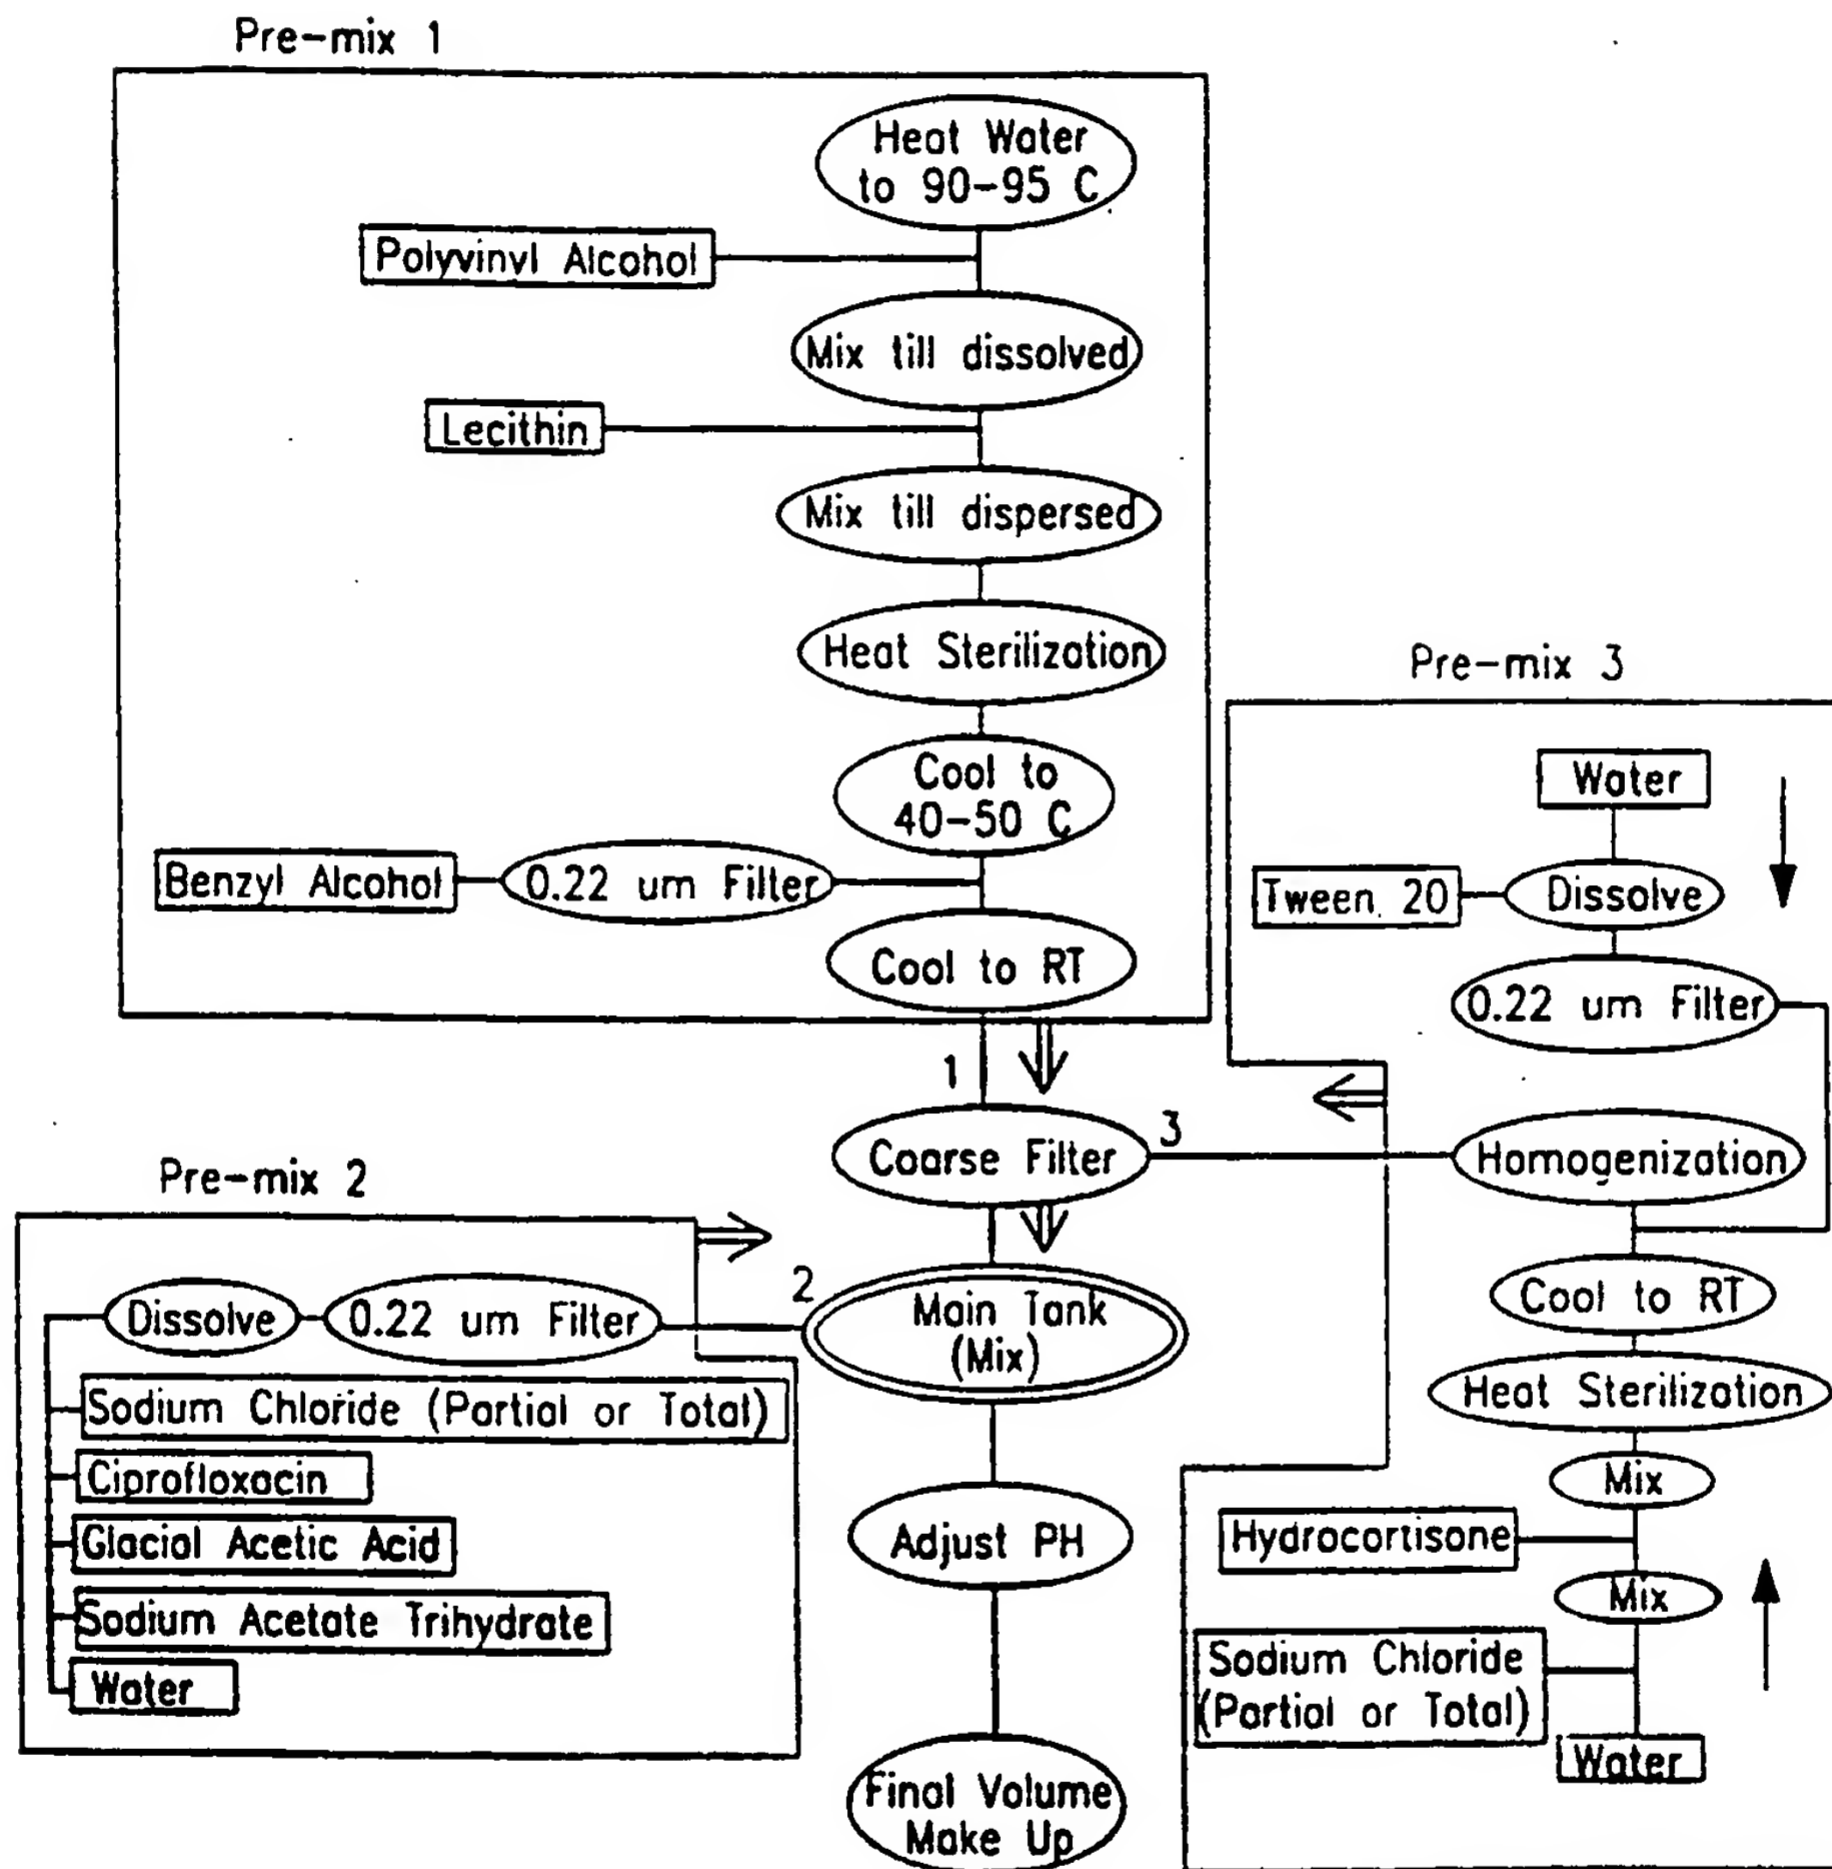 Pre-mix 1
Heat Water
to 90-95 C
Polyvinyl Alcohol
Mix till dissolved
Lecithin
Mix till dispersed
Heat Sterilization
Cool to
40-50 C
Benzyl Alcohol
0.22 um Filter
Cool to RT
1
Coarse Filter
3
Pre-mix 2
Dissolve
0.22 um Filter
2
Main Tank
(Mix)
Sodium Chloride (Partial or Total)
Ciprofloxacin
Glacial Acetic Acid
Sodium Acetate Trihydrate
Water
Adjust PH
Final Volume
Make Up
Pre-mix 3
Water
Tween 20
Dissolve
0.22 um Filter
Homogenization
Cool to RT
Heat Sterilization
Mix
Hydrocortisone
Mix
Sodium Chloride
(Partial or Total)
Water